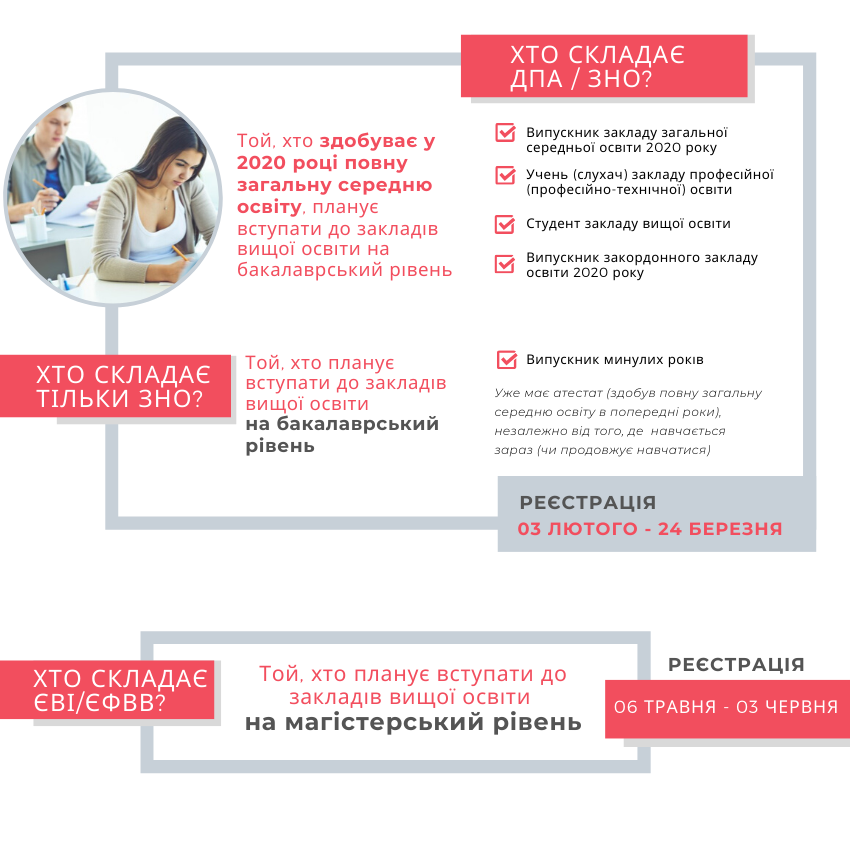 ХТО СКЛАДАЄ
ДПА / ЗНО?
Той, хто здобуває у
2020 році повну
загальну середню
освіту, планує
вступати до закладів
вищої освіти на
бакалаврський рівень
Випускник закладу загальної
середньої освіти 2020 року
Учень (слухач) закладу професійної
(професійно-технічної) освіти
Студент закладу вищої освіти
Випускник закордонного закладу
освіти 2020 року
ХТО СКЛАДАЄ
ТІЛЬКИ ЗНО?
Той, хто планує
вступати до закладів
вищої освіти
на бакалаврський
рівень
Випускник минулих років
Уже має атестат (здобув повну загальну
середню освіту в попередні роки),
незалежно від того, де навчається
зараз (чи продовжує навчатися)
РЕЄСТРАЦІЯ
03 ЛЮТОГО - 24 БЕРЕЗНЯ
ХТО СКЛАДАЄ
ЄВІ/ЄФВВ?
Той, хто планує вступати до
закладів вищої освіти
на магістерський рівень
РЕЄСТРАЦІЯ
06 ТРАВНЯ - 03 ЧЕРВНЯ